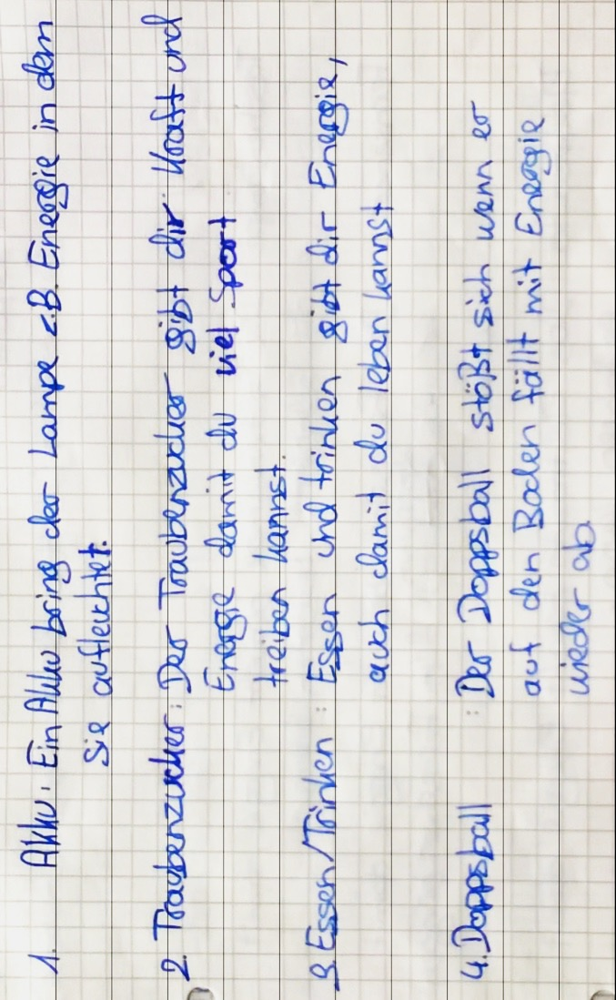 1. Akku: Ein Akku bring der Lampe z.B. Energie in dem
sie aufleuchtet.
2. Traubenzucker: Der Traubenzucker gibt dir Kraft und
Energie damit du viel Sport
treiben kannst.
3. Essen/Trinken: Essen und trinken gibt dir Energie,
auch damit du leben kannst
4. Doppsball: Der Doppsball stößt sich wenn er
auf den Boden fällt mit Energie
wieder ab